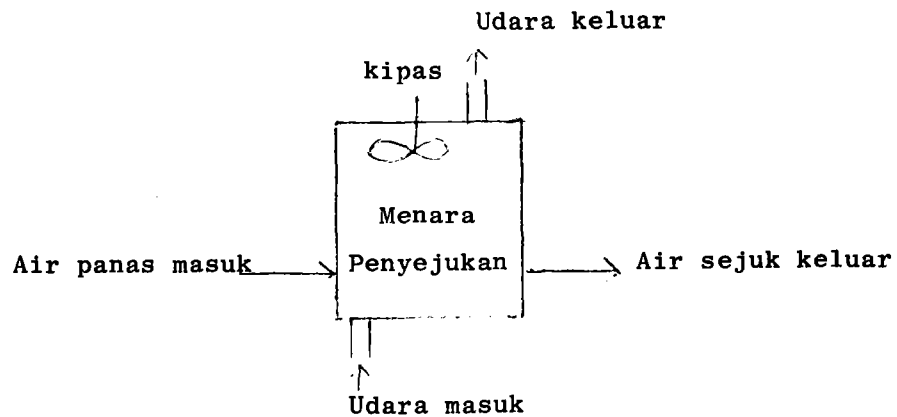 Udara keluar
kipas
Menara
Penyejukan
Air panas masuk
Air sejuk keluar
Udara masuk